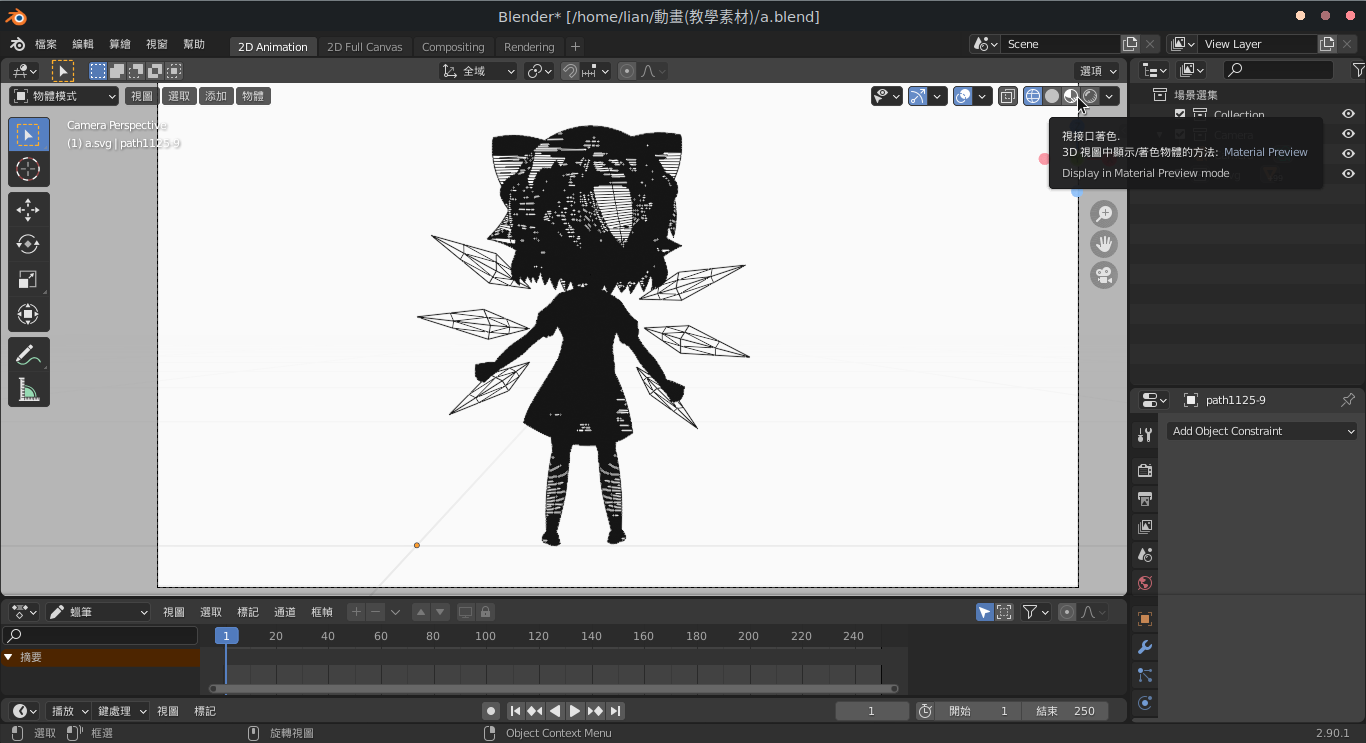 Blender* [/home/lian/動畫(教學素材)/a.blend]
檔案 編輯 算繪 視窗 幫助 2D Animation 2D Full Canvas Compositing Rendering + Scene View Layer
全域 選項
物體模式 視圖 選取 添加 物體
場景選集
Collection
Camera Perspective
(1) a.svg | path1125-9
視接口著色.
3D 視圖中顯示/著色物體的方法: Material Preview
Display in Material Preview mode
path1125-9
Add Object Constraint
蠟筆 視圖 選取 標記 通道 框幀
1 20 40 60 80 100 120 140 160 180 200 220 240
摘要
播放 鍵處理 視圖 標記 1 開始 1 結束 250
選取 框選 旋轉視圖 Object Context Menu 2.90.1